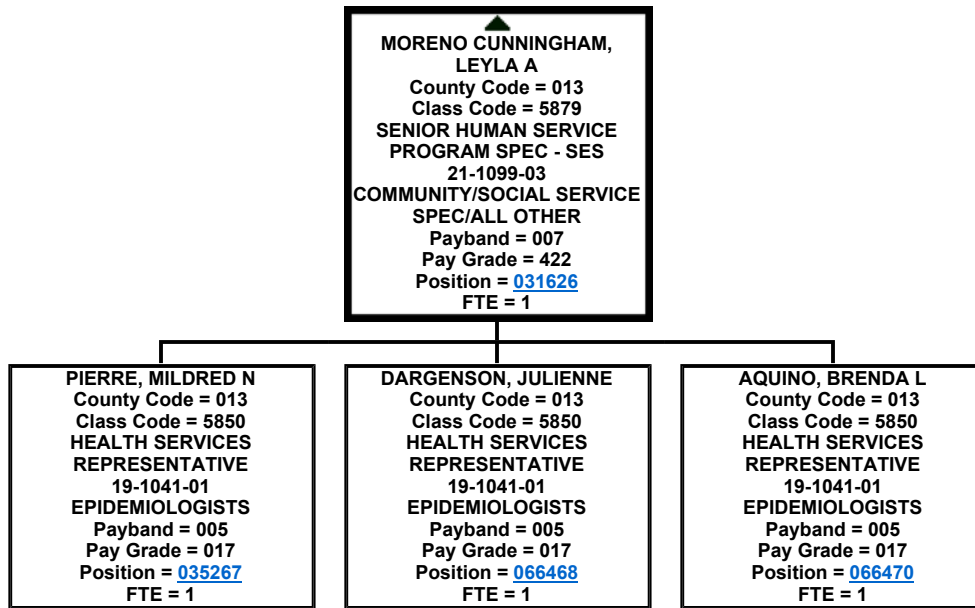 MORENO CUNNINGHAM,
LEYLA A
County Code = 013
Class Code = 5879
SENIOR HUMAN SERVICE
PROGRAM SPEC - SES
21-1099-03
COMMUNITY/SOCIAL SERVICE
SPEC/ALL OTHER
Payband = 007
Pay Grade = 422
Position = 031626
FTE = 1
PIERRE, MILDRED N
County Code = 013
Class Code = 5850
HEALTH SERVICES
REPRESENTATIVE
19-1041-01
EPIDEMIOLOGISTS
Payband = 005
Pay Grade = 017
Position = 035267
FTE = 1
DARGENSON, JULIENNE
County Code = 013
Class Code = 5850
HEALTH SERVICES
REPRESENTATIVE
19-1041-01
EPIDEMIOLOGISTS
Payband = 005
Pay Grade = 017
Position = 066468
FTE = 1
AQUINO, BRENDA L
County Code = 013
Class Code = 5850
HEALTH SERVICES
REPRESENTATIVE
19-1041-01
EPIDEMIOLOGISTS
Payband = 005
Pay Grade = 017
Position = 066470
FTE = 1